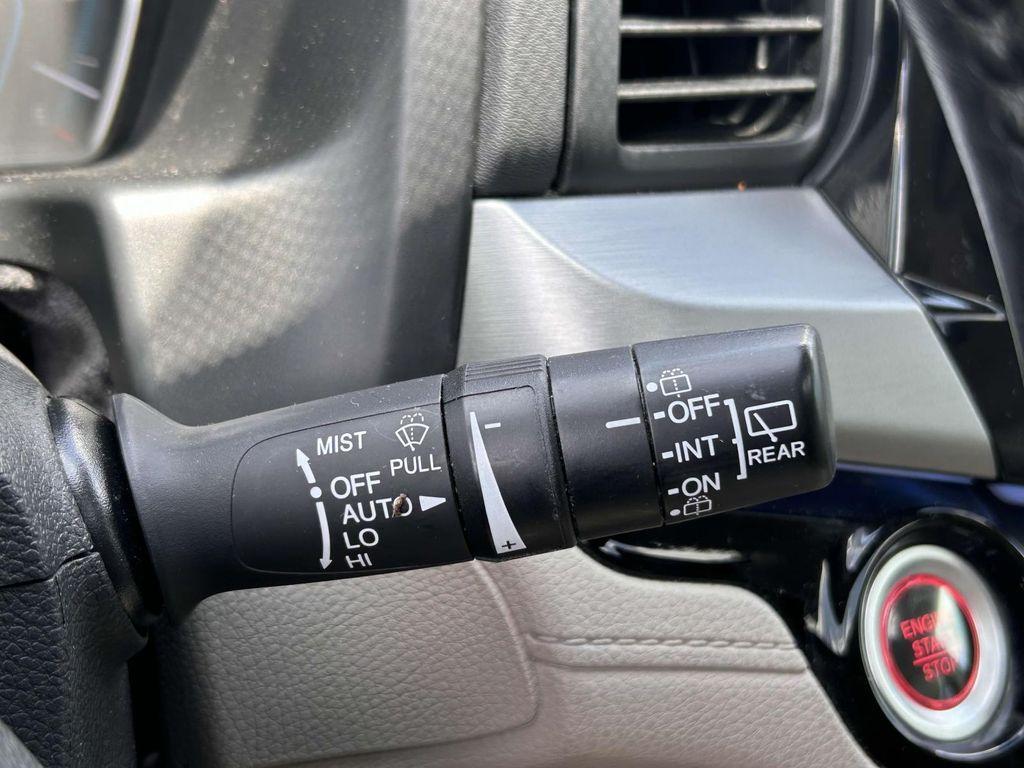 MIST
PULL
OFF
AUTO
LO
HI
- +
OFF
INT
ON
REAR
ENGINE
START
STOP